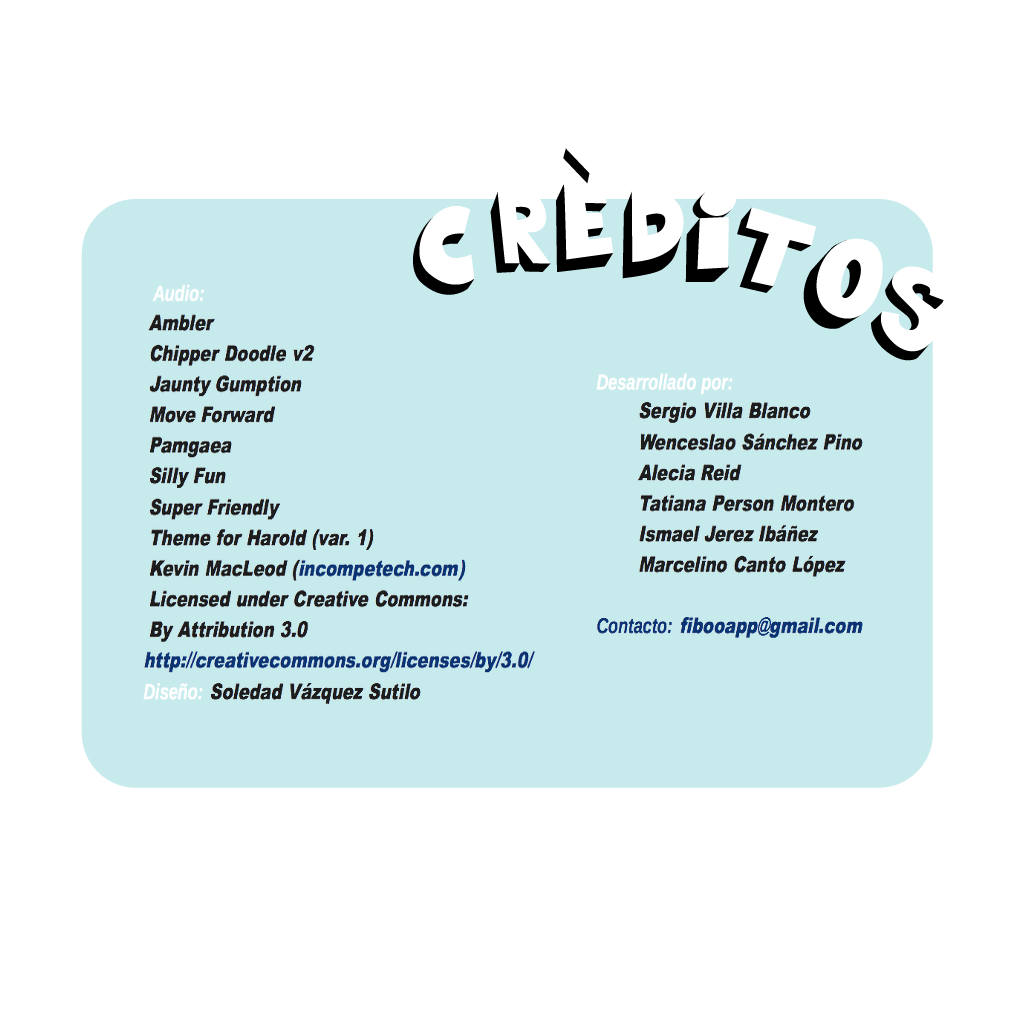 CRÈDiTOS
Audio:
Ambler
Chipper Doodle v2
Jaunty Gumption
Move Forward
Pamgaea
Silly Fun
Super Friendly
Theme for Harold (var. 1)
Kevin MacLeod (incompetech.com)
Licensed under Creative Commons:
By Attribution 3.0
http://creativecommons.org/licenses/by/3.0/
Diseño: Soledad Vázquez Sutilo
Desarrollado por:
Sergio Villa Blanco
Wenceslao Sánchez Pino
Alecia Reid
Tatiana Person Montero
Ismael Jerez Ibáñez
Marcelino Canto López
Contacto: fibooapp@gmail.com